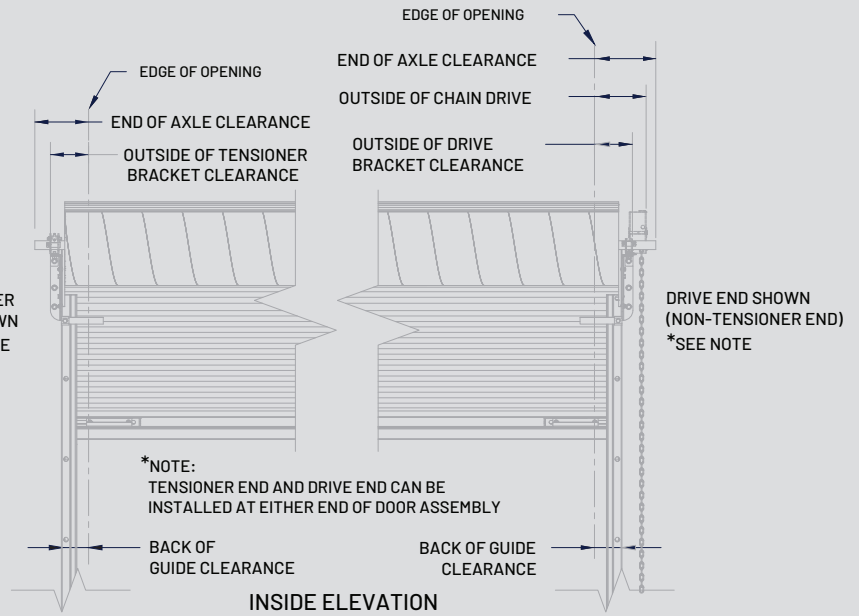 EDGE OF OPENING
END OF AXLE CLEARANCE
OUTSIDE OF CHAIN DRIVE
OUTSIDE OF DRIVE
BRACKET CLEARANCE
EDGE OF OPENING
END OF AXLE CLEARANCE
OUTSIDE OF TENSIONER
BRACKET CLEARANCE
DRIVE END SHOWN
(NON-TENSIONER END)
*SEE NOTE
*NOTE:
TENSIONER END AND DRIVE END CAN BE
INSTALLED AT EITHER END OF DOOR ASSEMBLY
BACK OF
GUIDE CLEARANCE
BACK OF GUIDE
CLEARANCE
INSIDE ELEVATION